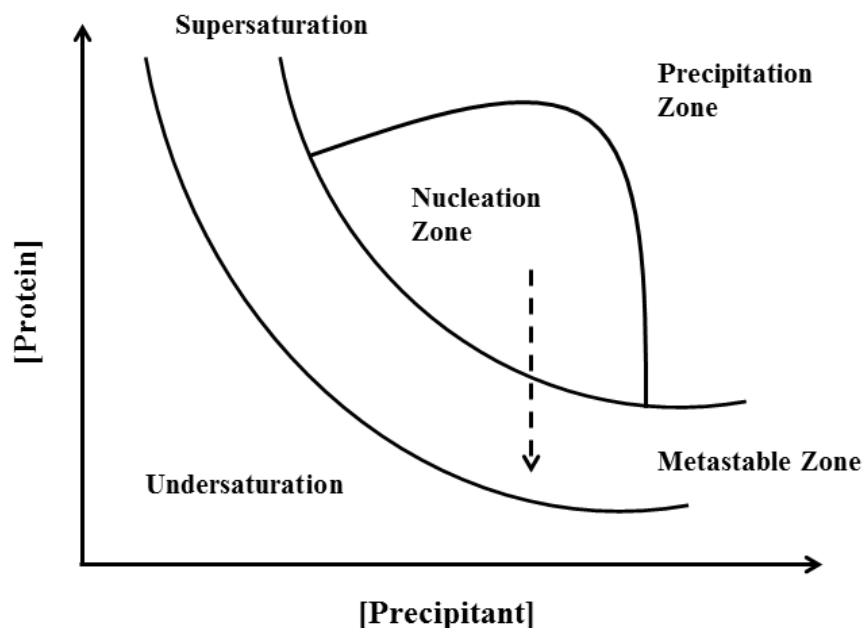 Supersaturation
Precipitation
Zone
Nucleation
Zone
[Protein]
Metastable Zone
Undersaturation
[Precipitant]